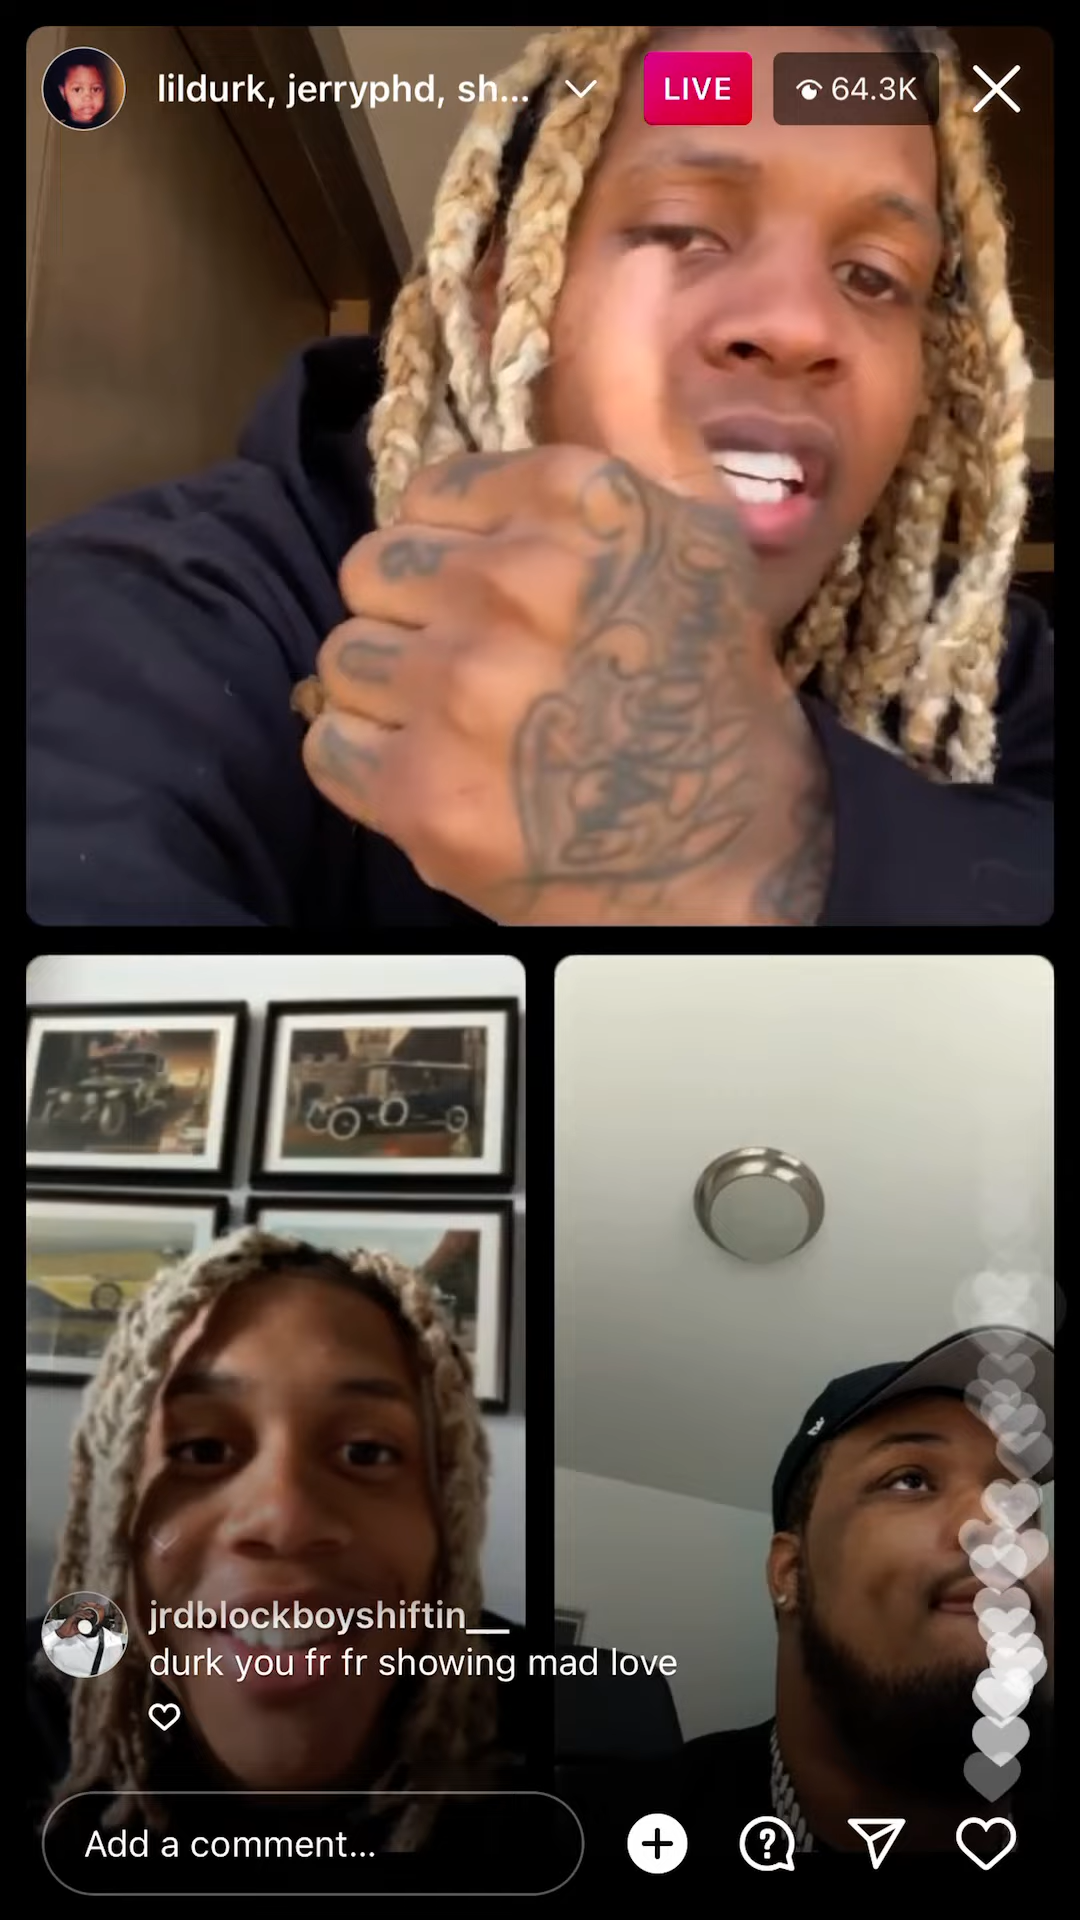 lildurk, jerryphd, sh...
LIVE
64.3K
jrdblockboyshiftin__
durk you fr fr showing mad love
Add a comment...